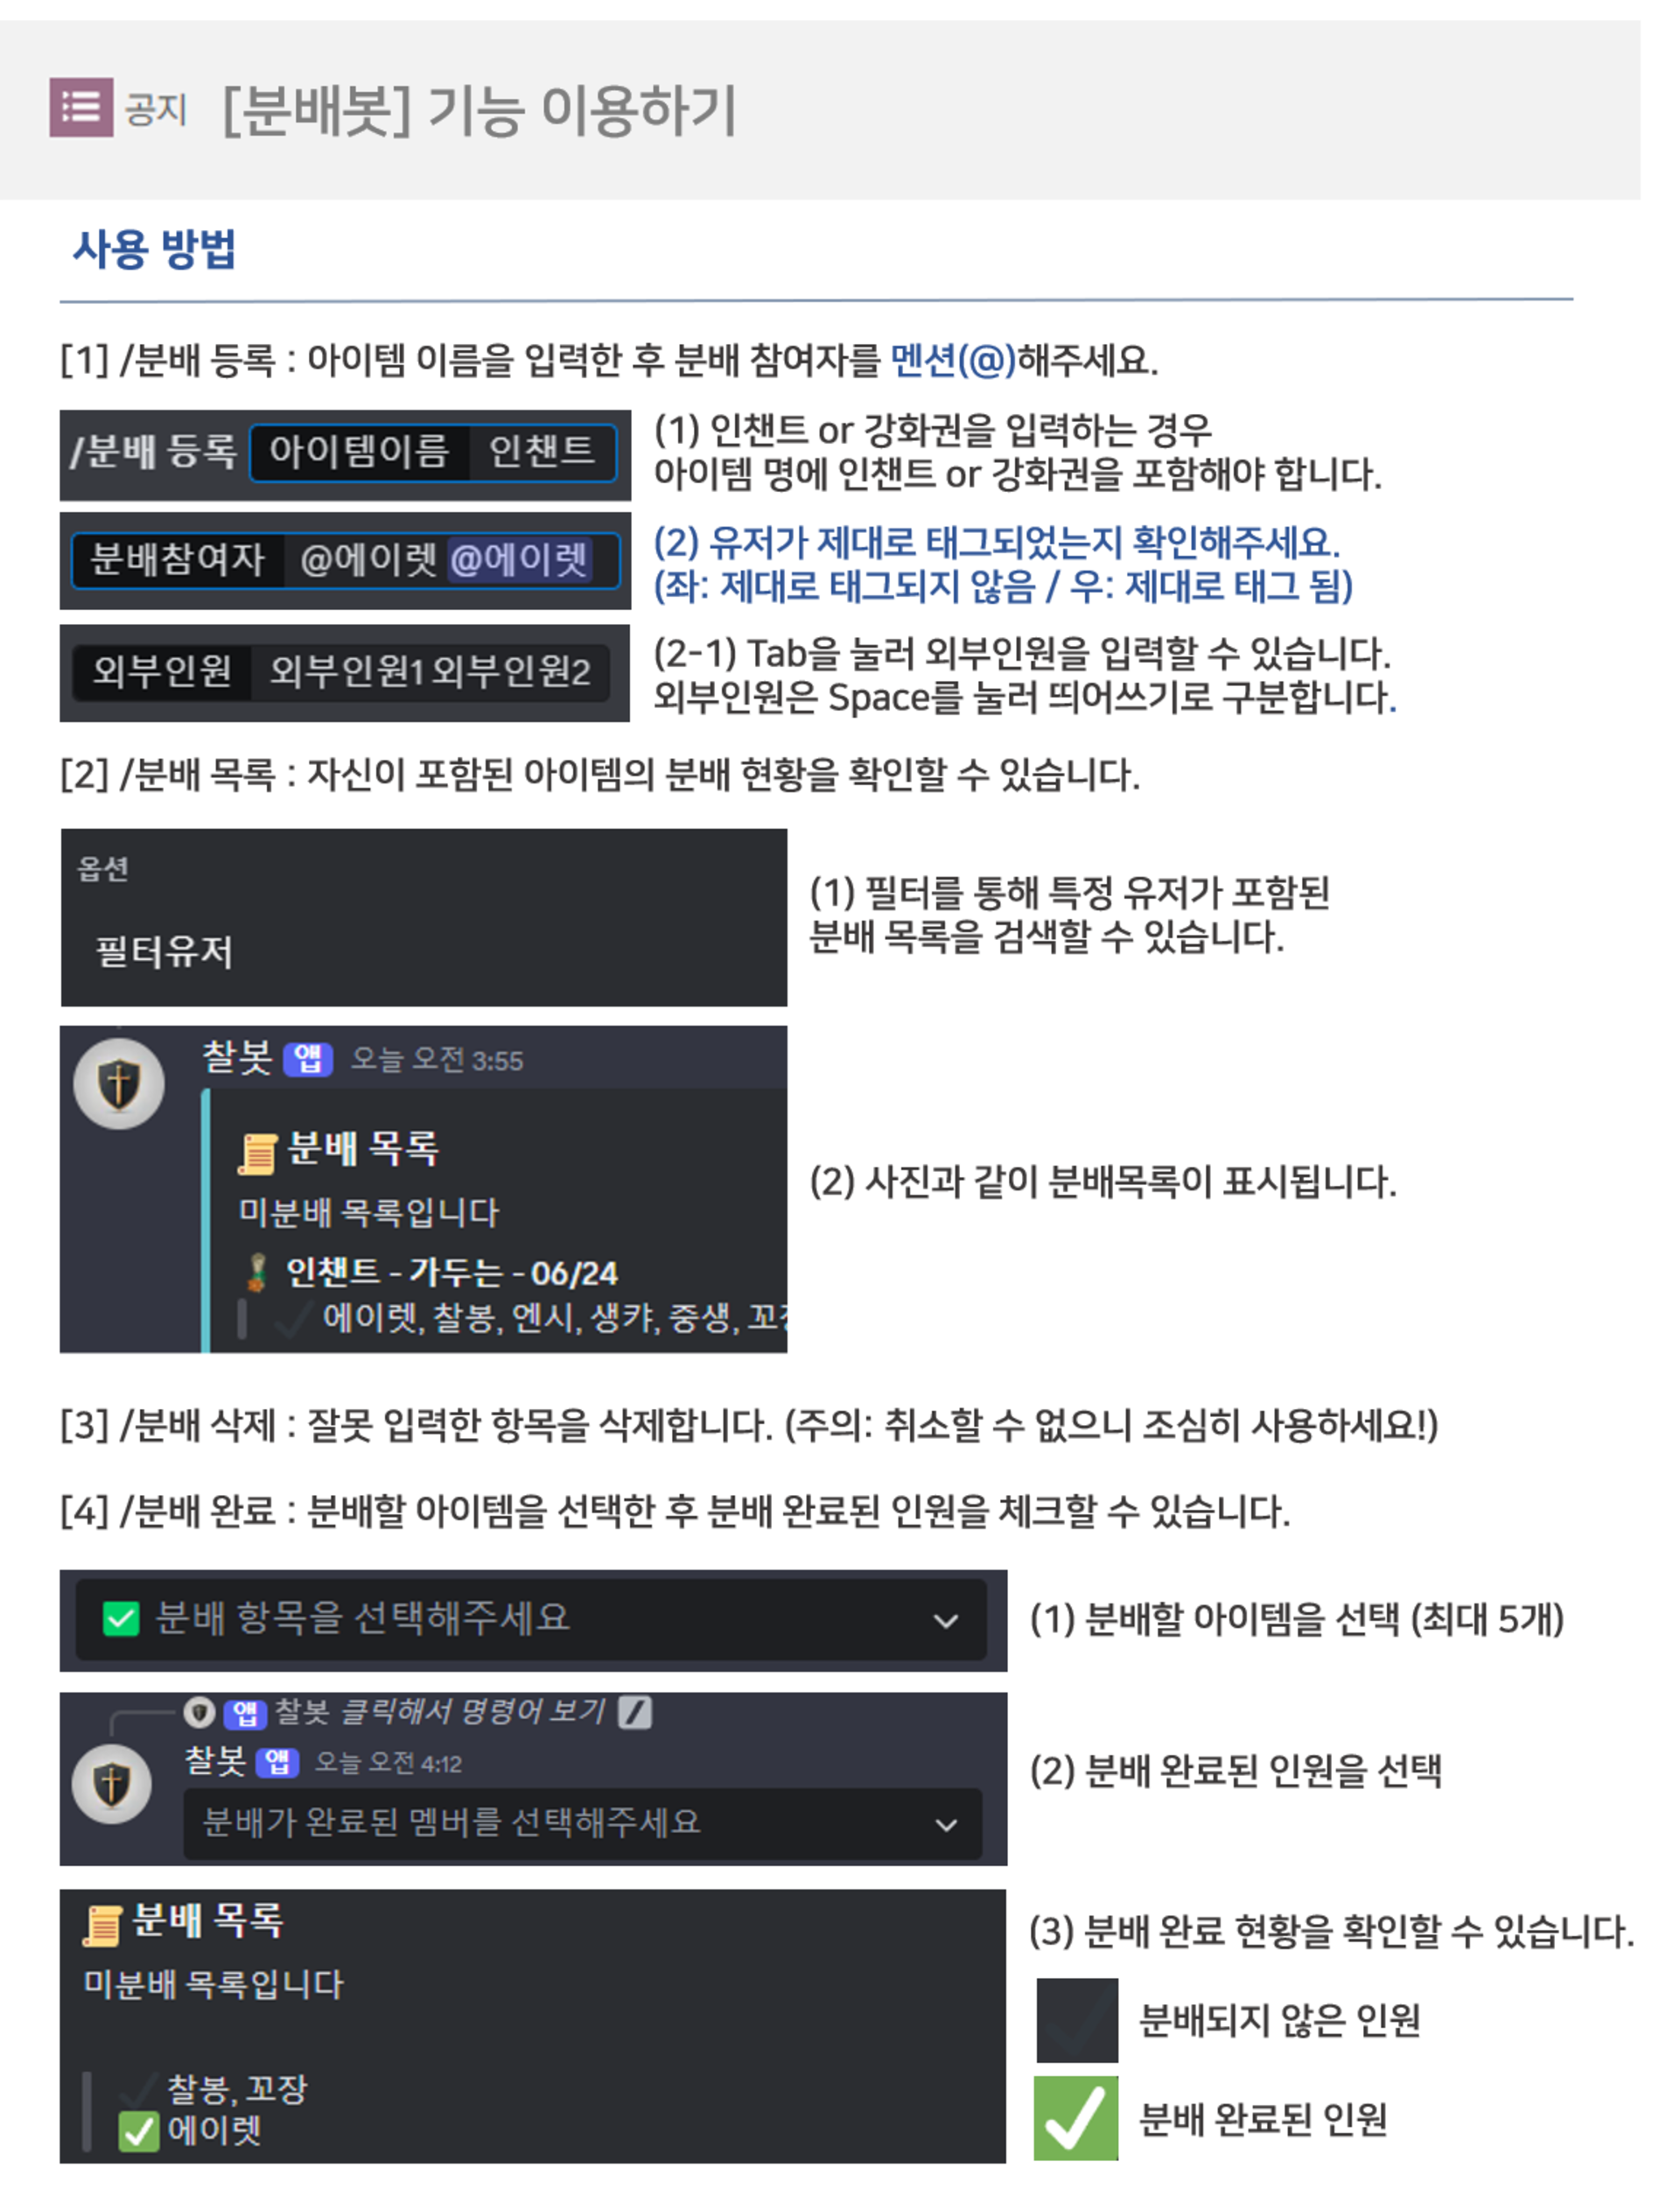 공지 [분배봇] 기능 이용하기
사용 방법
[1] /분배 등록 : 아이템 이름을 입력한 후 분배 참여자를 멘션(@)해주세요.
/분배 등록 아이템이름 인챈트
(1) 인챈트 or 강화권을 입력하는 경우
아이템 명에 인챈트 or 강화권을 포함해야 합니다.
분배참여자 @에이렛 @에이렛
(2) 유저가 제대로 태그되었는지 확인해주세요.
(좌: 제대로 태그되지 않음 / 우: 제대로 태그 됨)
외부인원 외부인원1 외부인원2
(2-1) Tab을 눌러 외부인원을 입력할 수 있습니다.
외부인원은 Space를 눌러 띄어쓰기로 구분합니다.
[2] /분배 목록 : 자신이 포함된 아이템의 분배 현황을 확인할 수 있습니다.
옵션
필터유저
(1) 필터를 통해 특정 유저가 포함된
분배 목록을 검색할 수 있습니다.
찰봇 앱 오늘 오전 3:55
분배 목록
미분배 목록입니다
인챈트 - 가두는 - 06/24
에이렛, 찰봉, 엔시, 생캬, 중생,
(2) 사진과 같이 분배목록이 표시됩니다.
[3] /분배 삭제 : 잘못 입력한 항목을 삭제합니다. (주의: 취소할 수 없으니 조심히 사용하세요!)
[4] /분배 완료 : 분배할 아이템을 선택한 후 분배 완료된 인원을 체크할 수 있습니다.
분배 항목을 선택해주세요
(1) 분배할 아이템을 선택 (최대 5개)
앱 찰봇 클릭해서 명령어 보기
찰봇 앱 오늘 오전 4:12
분배가 완료된 멤버를 선택해주세요
(2) 분배 완료된 인원을 선택
분배 목록
미분배 목록입니다
찰봉, 꼬장
에이렛
(3) 분배 완료 현황을 확인할 수 있습니다.
분배되지 않은 인원
분배 완료된 인원